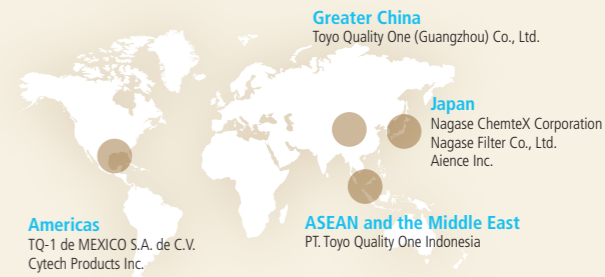 Greater China
Toyo Quality One (Guangzhou) Co., Ltd.
Japan
Nagase ChemteX Corporation
Nagase Filter Co., Ltd.
Aience Inc.
Americas
TQ-1 de MEXICO S.A. de C.V.
Cytech Products Inc.
ASEAN and the Middle East
PT. Toyo Quality One Indonesia